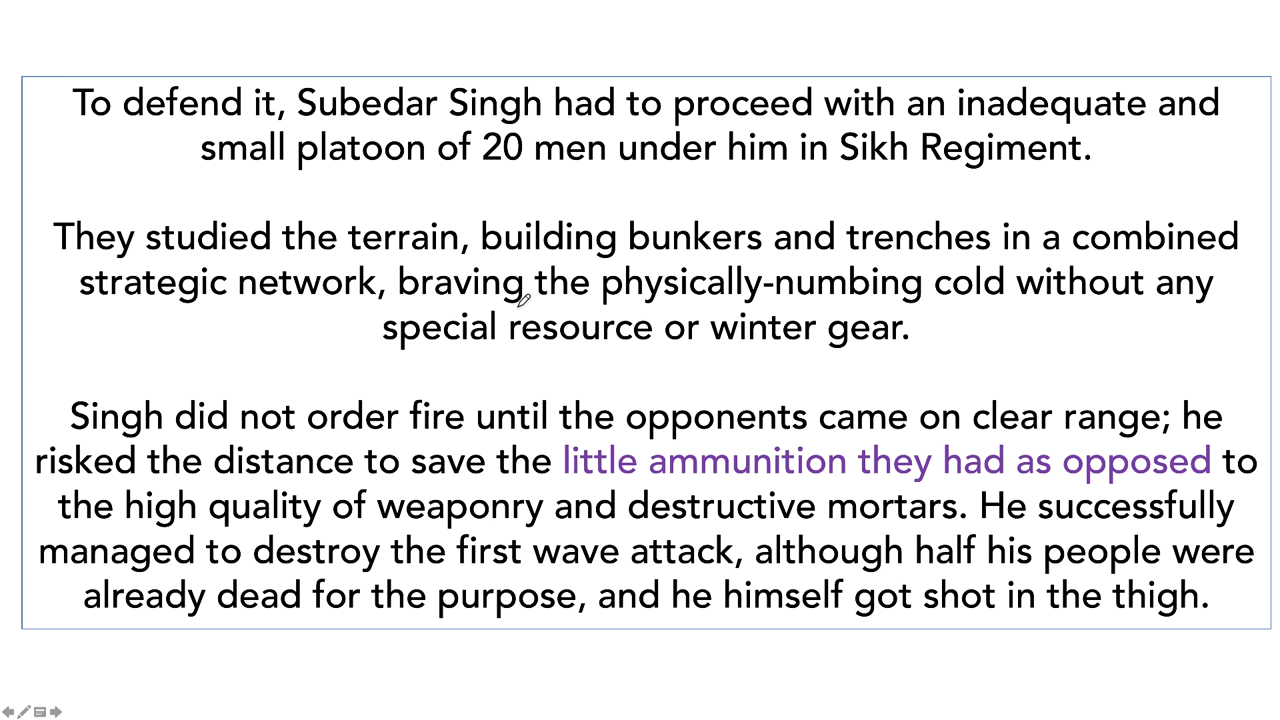 To defend it, Subedar Singh had to proceed with an inadequate and
small platoon of 20 men under him in Sikh Regiment.
They studied the terrain, building bunkers and trenches in a combined
strategic network, braving the physically-numbing cold without any
special resource or winter gear.
Singh did not order fire until the opponents came on clear range; he
risked the distance to save the little ammunition they had as opposed to
the high quality of weaponry and destructive mortars. He successfully
managed to destroy the first wave attack, although half his people were
already dead for the purpose, and he himself got shot in the thigh.